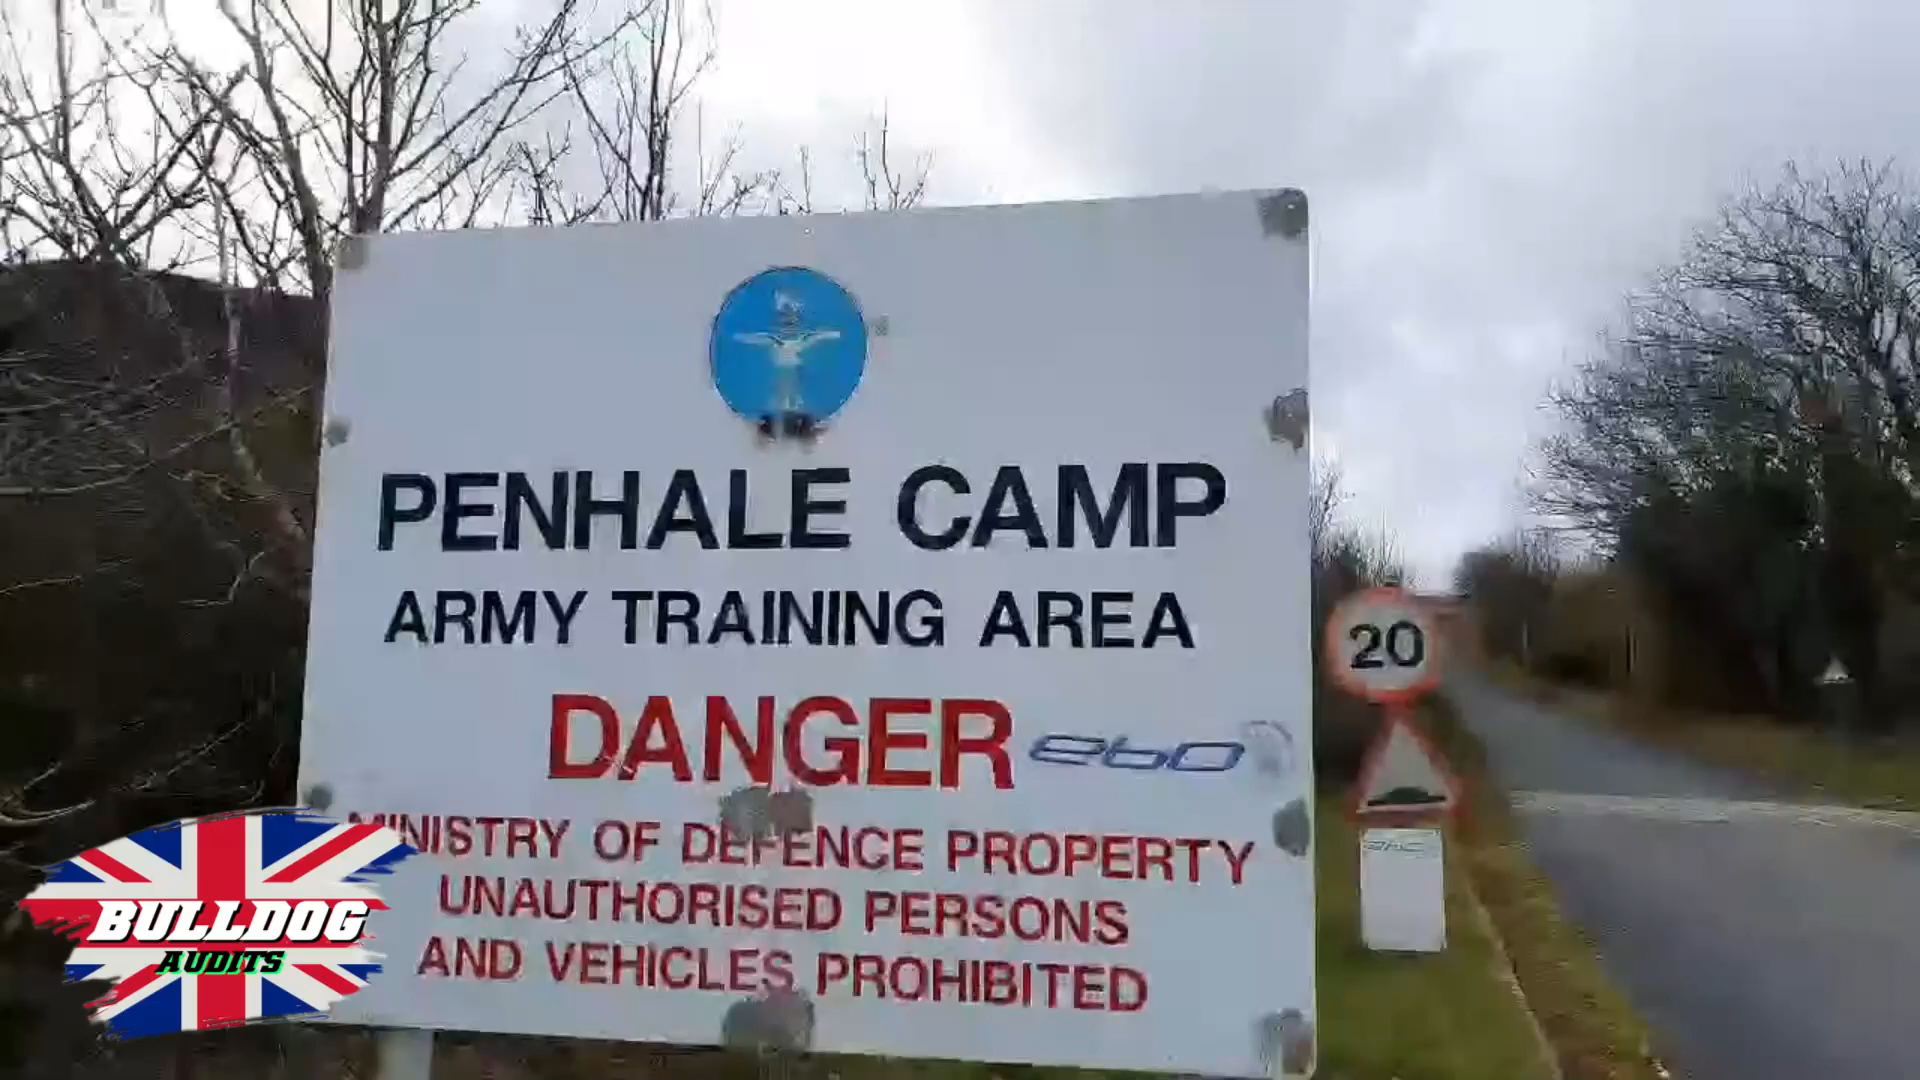 PENHALE CAMP
ARMY TRAINING AREA
DANGER
MINISTRY OF DEFENCE PROPERTY
UNAUTHORISED PERSONS
AND VEHICLES PROHIBITED
20
BULLDOG
AUDITS